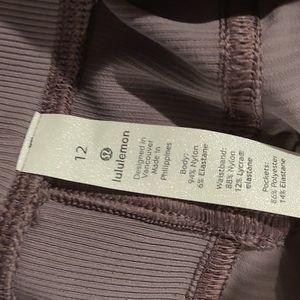 12
lululemon
Designed in
Vancouver
Made in
Philippines
Body:
94% Nylon
6% Elastane
Waistband:
88% Nylon
12% Lycra®
elastane
Pockets:
86% Polyester
14% Elastane